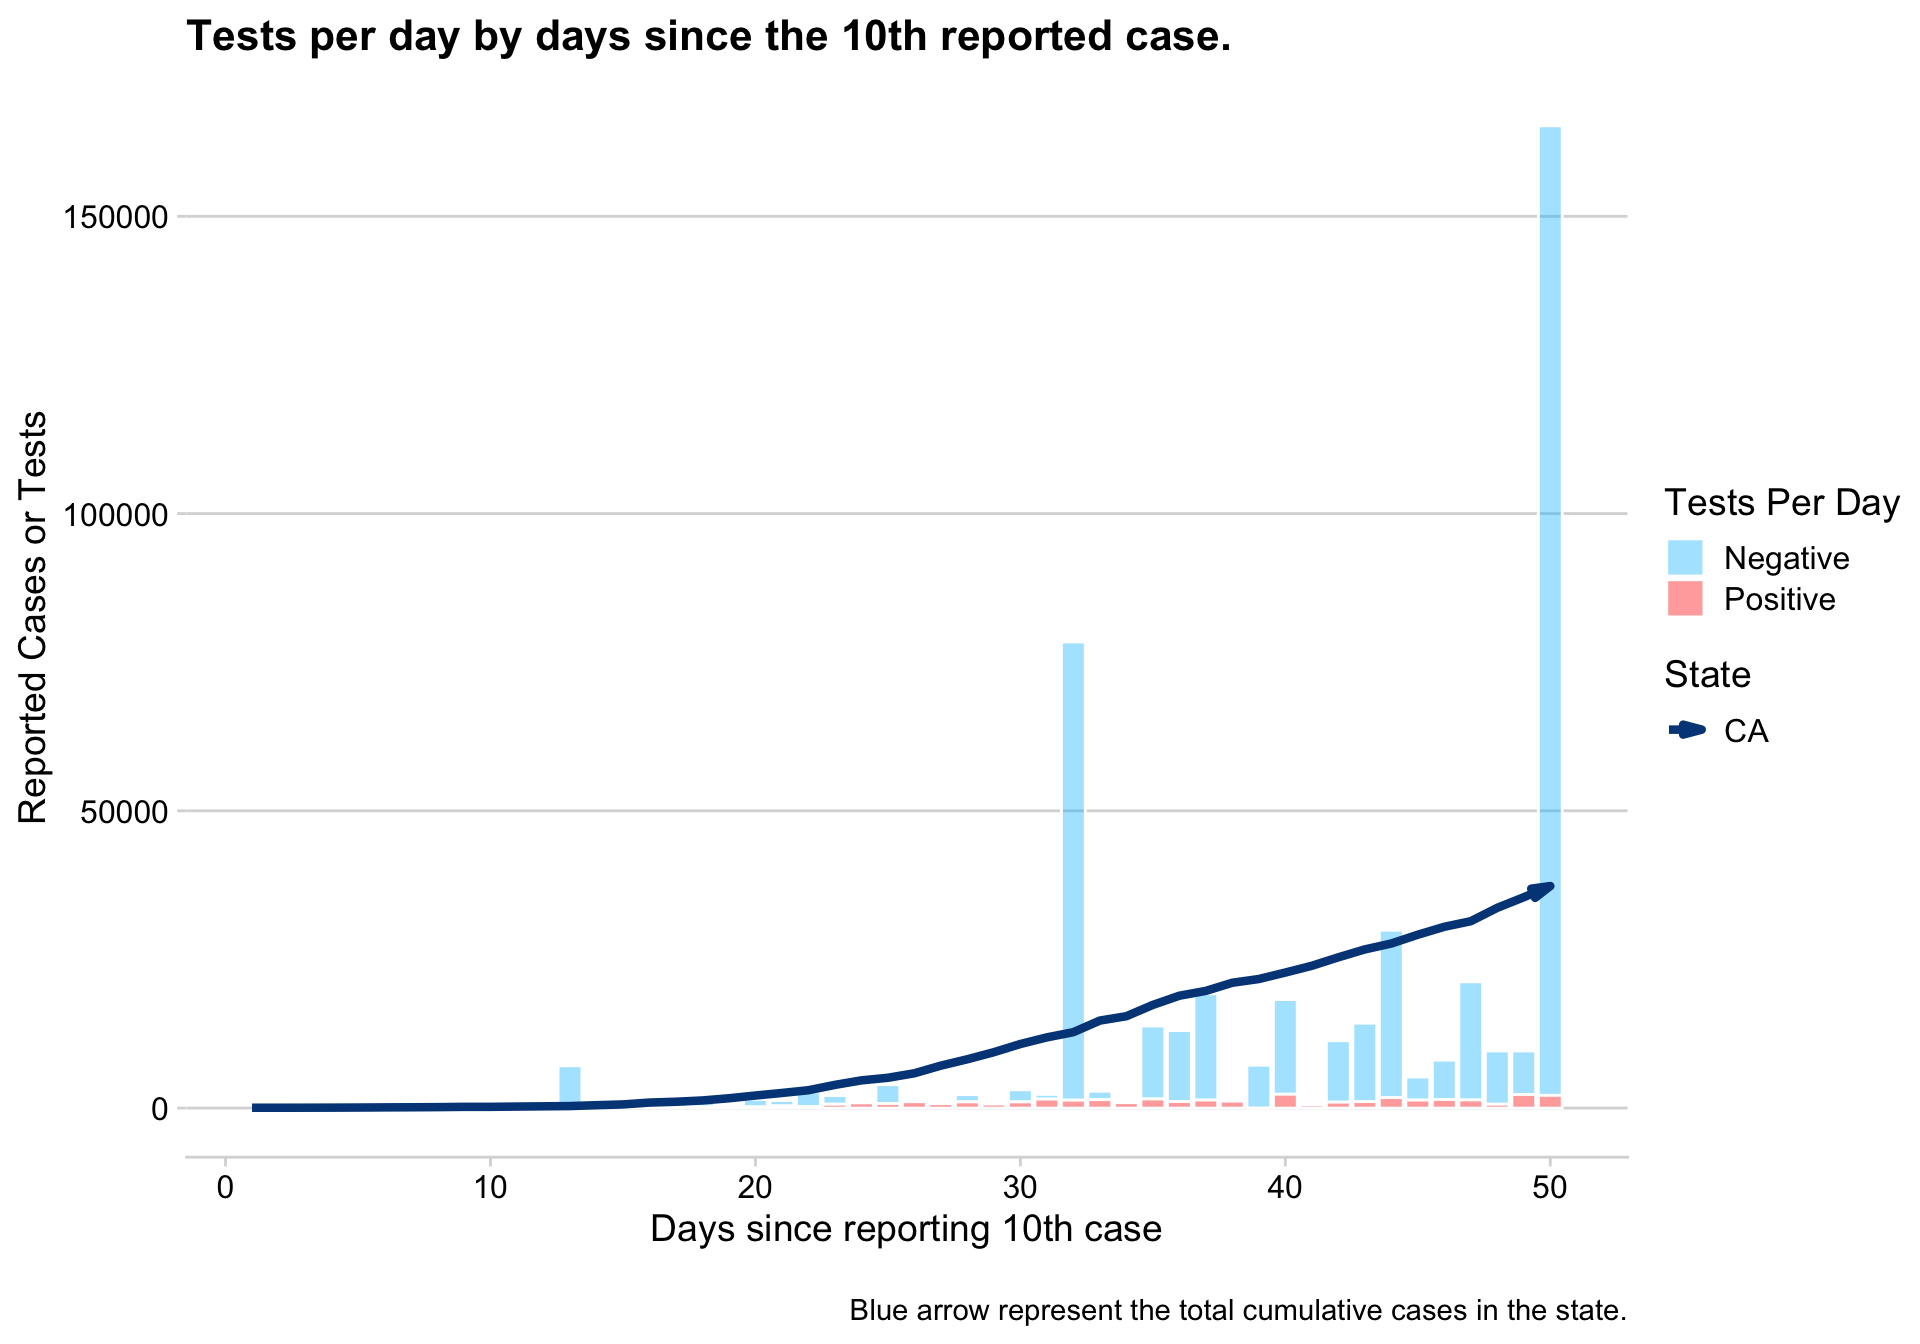 Tests per day by days since the 10th reported case.
150000
100000
50000
0
Reported Cases or Tests
0 10 20 30 40 50
Days since reporting 10th case
Tests Per Day
Negative
Positive
State
CA
Blue arrow represent the total cumulative cases in the state.